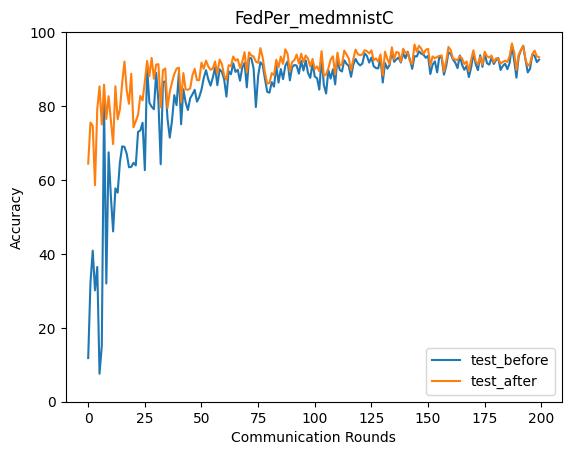 FedPer_medmnistC
100
80
60
40
20
0
Accuracy
0 25 50 75 100 125 150 175 200
Communication Rounds
test_before
test_after